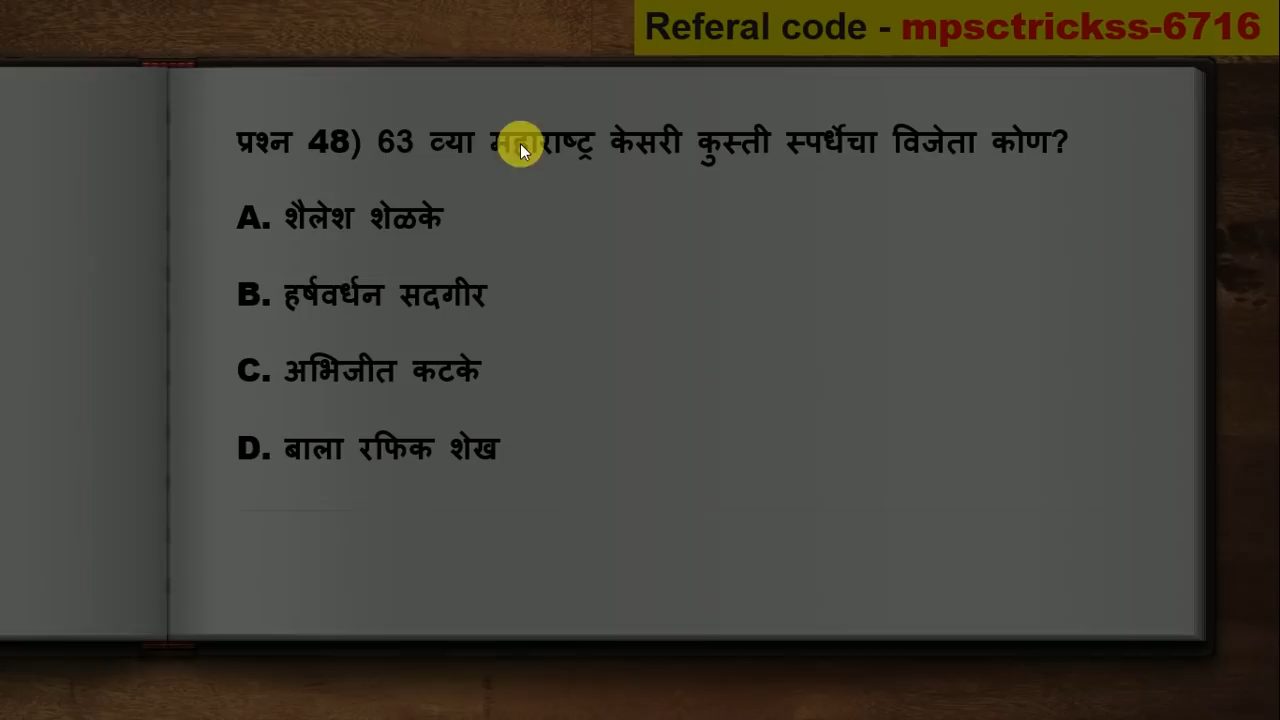 Referal code - mpsctrickss-6716
प्रश्न 48) 63 व्या महाराष्ट्र केसरी कुस्ती स्पर्धेचा विजेता कोण?
A. शैलेश शेळके
B. हर्षवर्धन सदगीर
C. अभिजीत कटके
D. बाला रफिक शेख